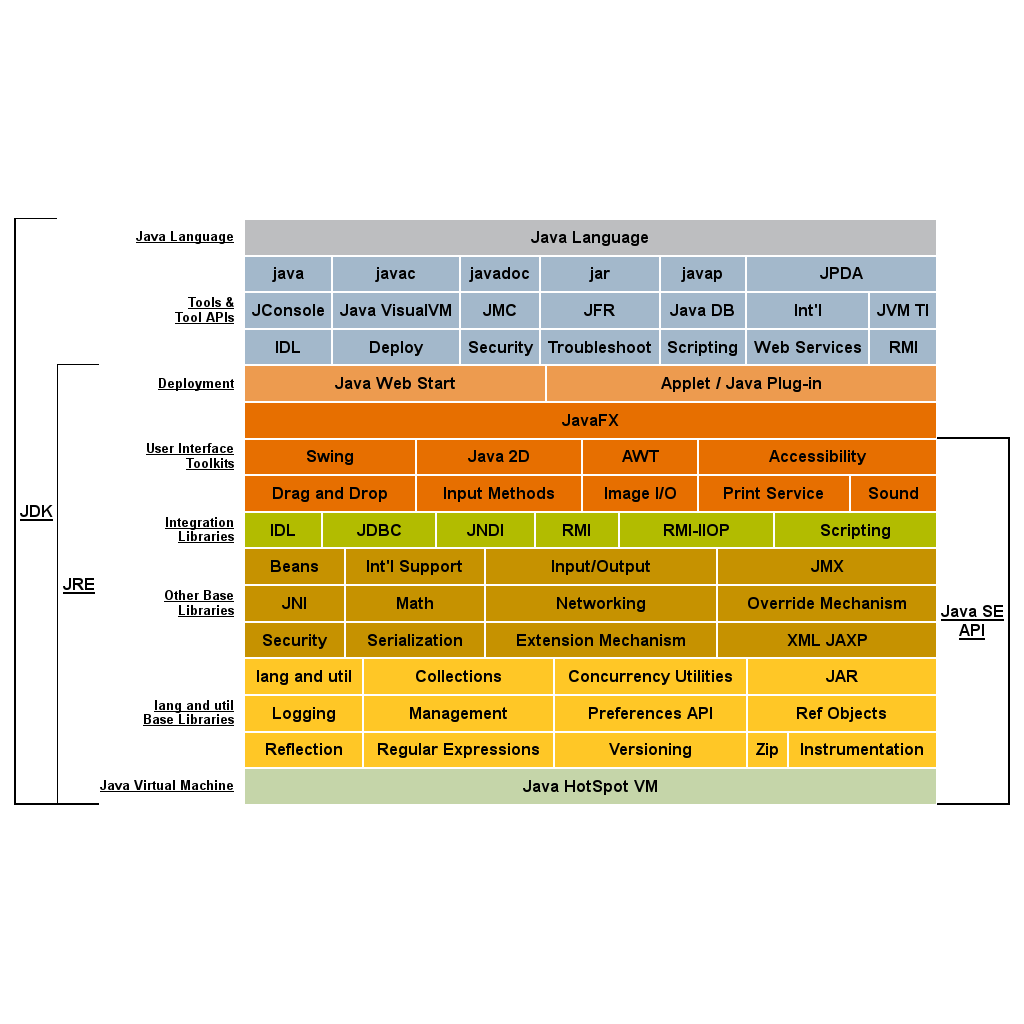 Java Language
Java Language
java javac javadoc jar javap JPDA
Tools &
Tool APIs
JConsole Java VisualVM JMC JFR Java DB Int'l JVM TI
IDL Deploy Security Troubleshoot Scripting Web Services RMI
Deployment
Java Web Start Applet / Java Plug-in
JavaFX
User Interface
Toolkits
Swing Java 2D AWT Accessibility
Drag and Drop Input Methods Image I/O Print Service Sound
JDK
Integration
Libraries
IDL JDBC JNDI RMI RMI-IIOP Scripting
Beans Int'l Support Input/Output JMX
JRE
Other Base
Libraries
JNI Math Networking Override Mechanism
Java SE
API
Security Serialization Extension Mechanism XML JAXP
lang and util Collections Concurrency Utilities JAR
lang and util
Base Libraries
Logging Management Preferences API Ref Objects
Reflection Regular Expressions Versioning Zip Instrumentation
Java Virtual Machine
Java HotSpot VM